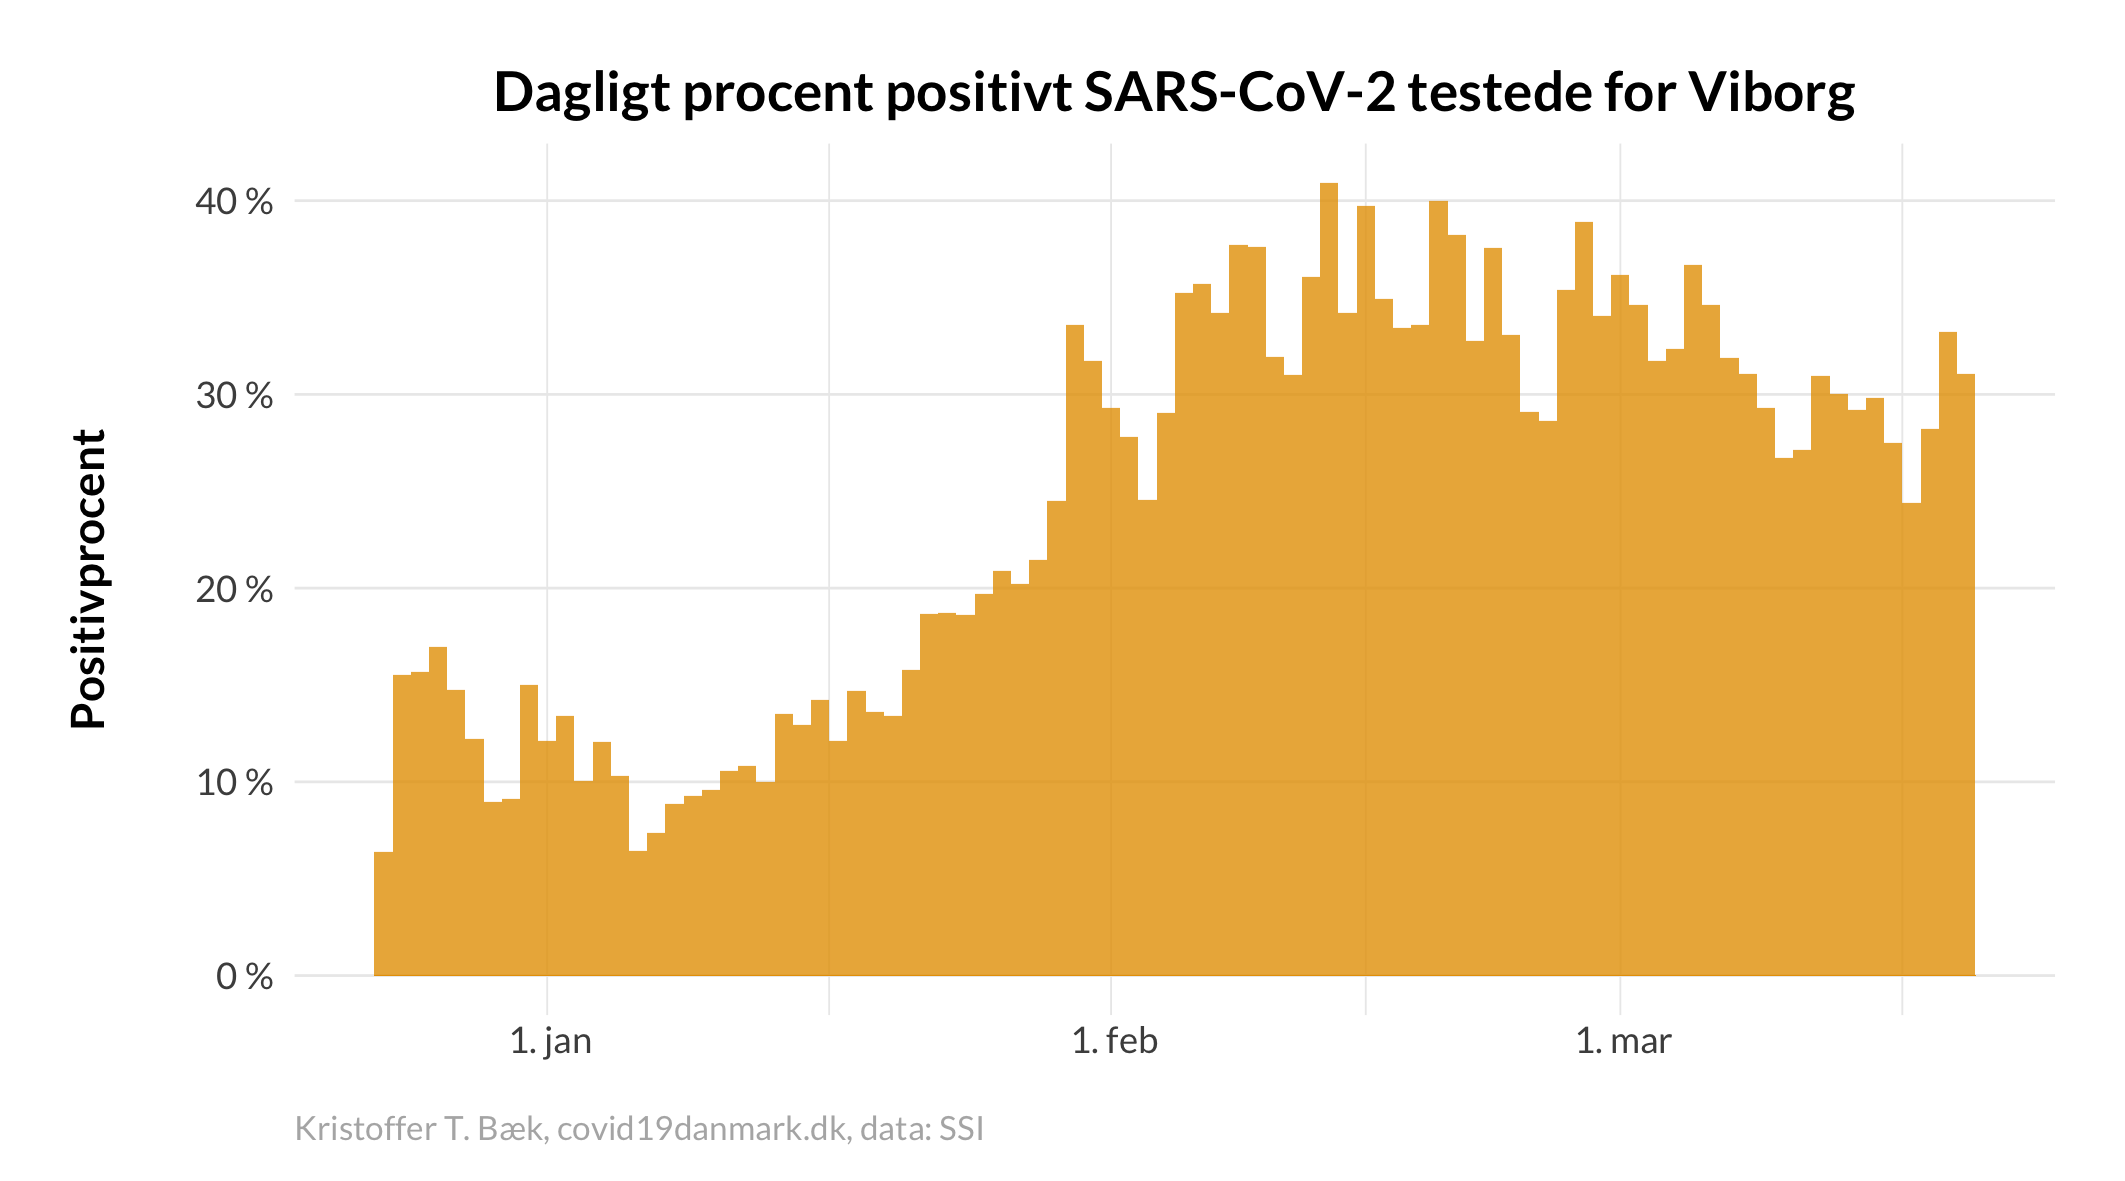 Dagligt procent positivt SARS-CoV-2 testede for Viborg
Positivprocent
40 %
30 %
20 %
10 %
0 %
1. jan
1. feb
1. mar
Kristoffer T. Bæk, covid19danmark.dk, data: SSI